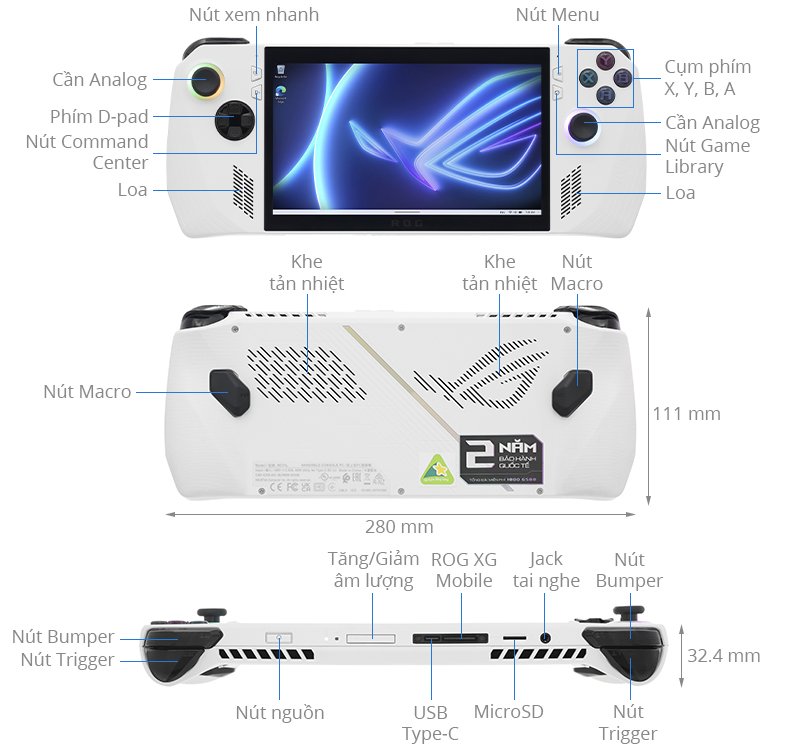 Nút xem nhanh
Nút Menu
Cần Analog
Cụm phím
X, Y, B, A
Y
X
B
A
Phím D-pad
Cần Analog
Nút Command
Center
Nút Game
Library
Loa
Loa
ROG
Khe
tản nhiệt
Khe
tản nhiệt
Nút
Macro
Nút Macro
111 mm
2 NĂM
BẢO HÀNH
QUỐC TẾ
280 mm
Tăng/Giảm
âm lượng
ROG XG
Mobile
Jack
tai nghe
Nút
Bumper
Nút Bumper
Nút Trigger
32.4 mm
Nút nguồn
USB
Type-C
MicroSD
Nút
Trigger